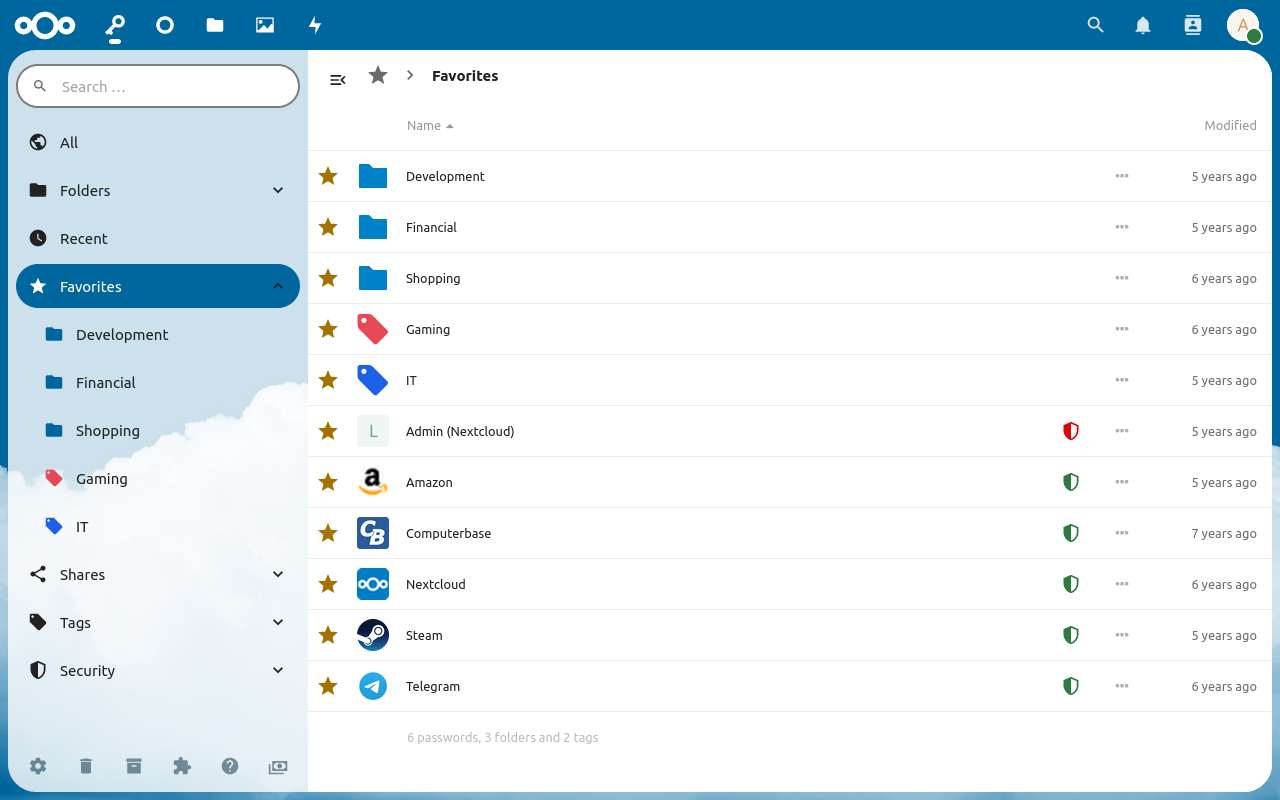 A
Search …
All
Folders
Recent
Favorites
Development
Financial
Shopping
Gaming
IT
Shares
Tags
Security
Favorites
Name Modified
Development 5 years ago
Financial 5 years ago
Shopping 6 years ago
Gaming 6 years ago
IT 5 years ago
L Admin (Nextcloud) 5 years ago
a Amazon 5 years ago
CB Computerbase 7 years ago
Nextcloud 6 years ago
Steam 5 years ago
Telegram 6 years ago
6 passwords, 3 folders and 2 tags